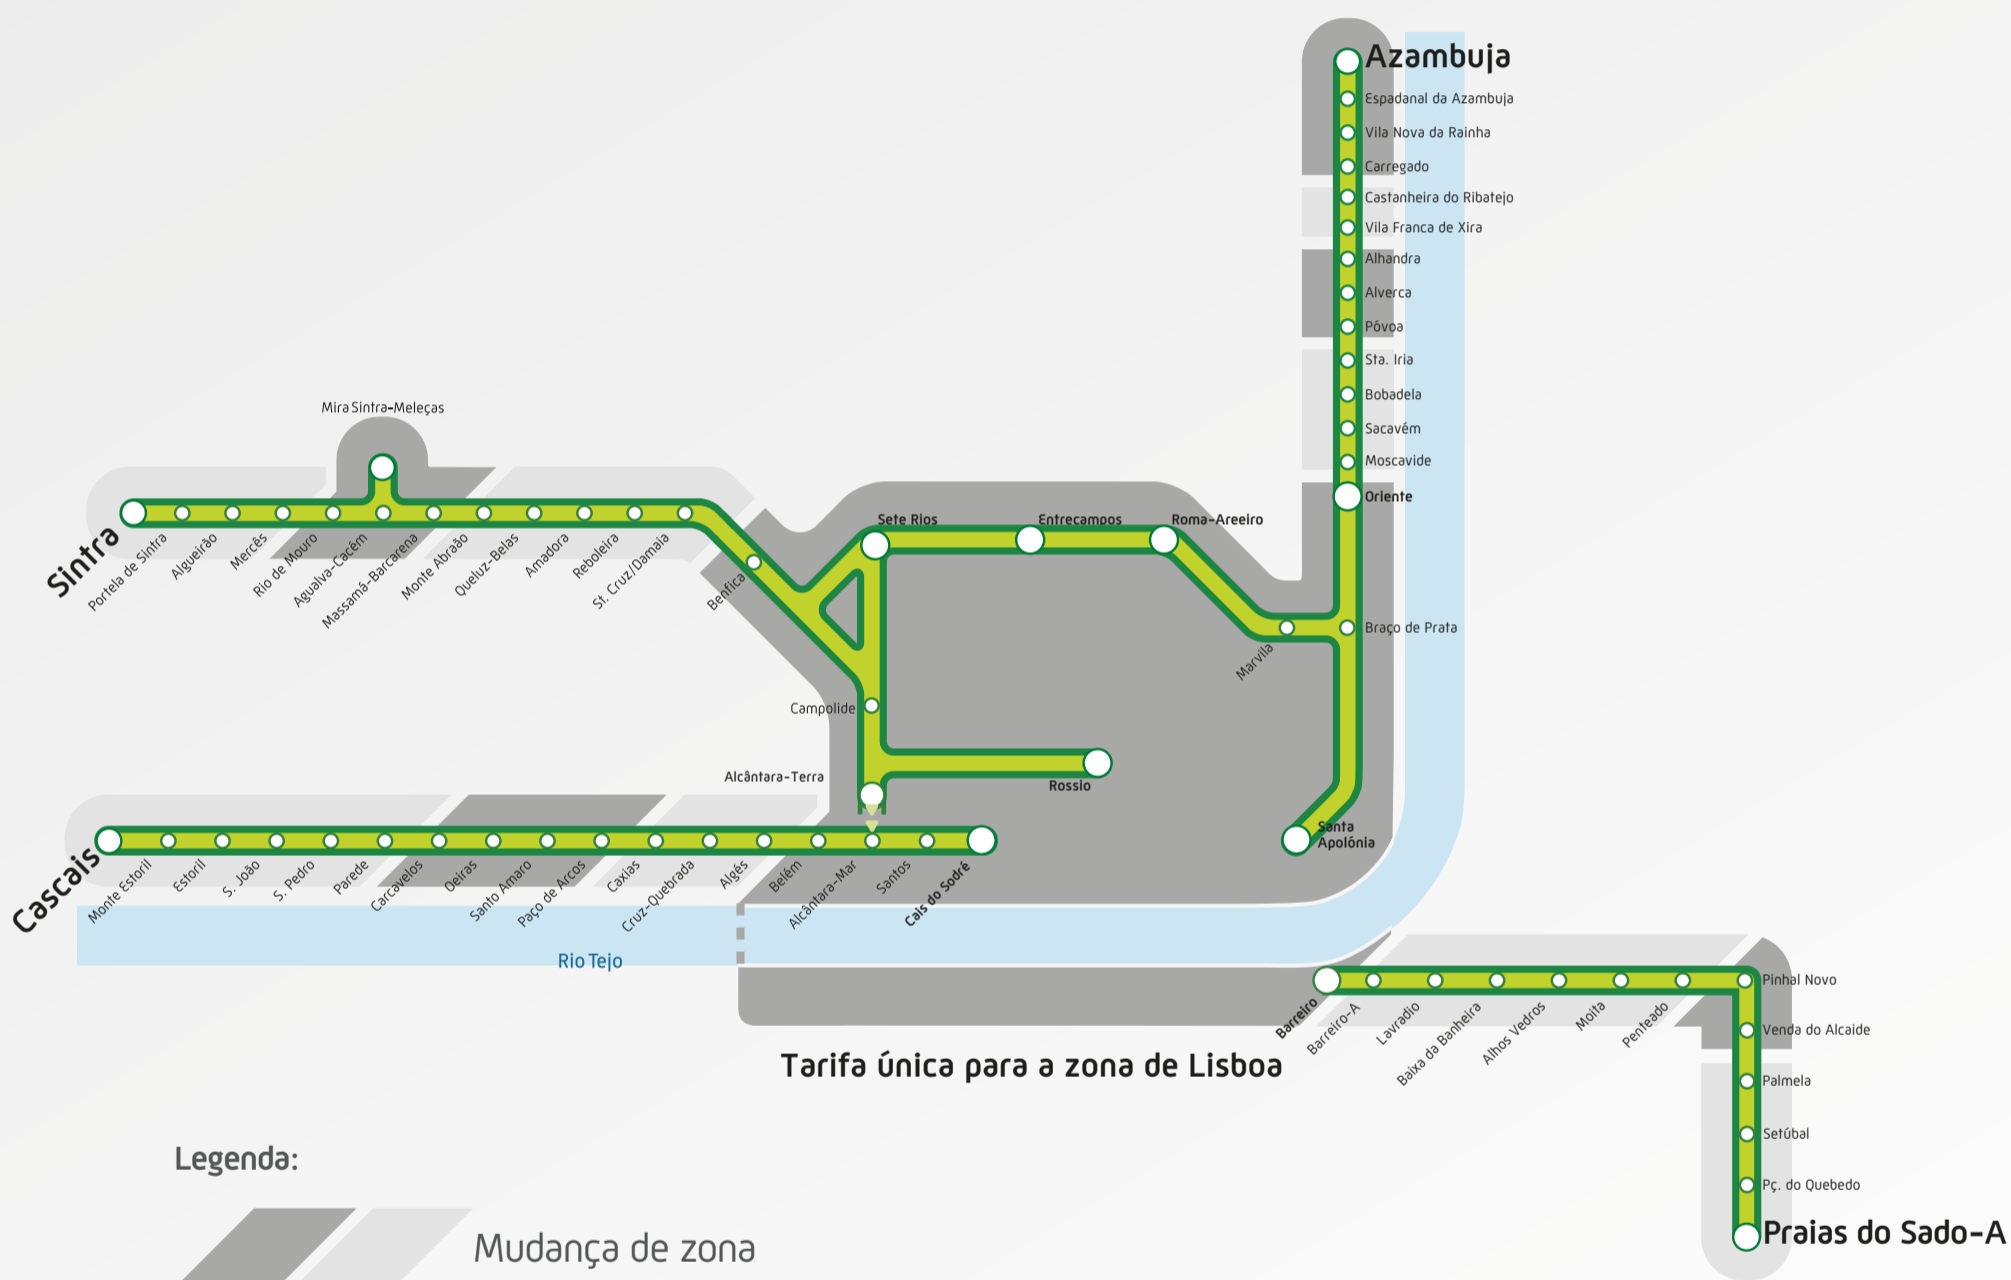 Azambuja
Espadanal da Azambuja
Vila Nova da Rainha
Carregado
Castanheira do Ribatejo
Vila Franca de Xira
Alhandra
Alverca
Póvoa
Sta. Iria
Bobadela
Sacavém
Moscavide
Oriente
Braço de Prata
Marvila
Santa
Apolónia
Mira Sintra-Meleças
Sintra
Portela de Sintra
Algueirão
Mercês
Rio de Mouro
Agualva-Cacém
Massamá-Barcarena
Monte Abraão
Queluz-Belas
Amadora
Reboleira
St. Cruz/Damaia
Benfica
Sete Rios
Entrecampos
Roma-Areeiro
Campolide
Rossio
Alcântara-Terra
Cascais
Monte Estoril
Estoril
S. João
S. Pedro
Parede
Carcavelos
Oeiras
Santo Amaro
Paço de Arcos
Caxias
Cruz-Quebrada
Algés
Belém
Alcântara-Mar
Santos
Cais do Sodré
Rio Tejo
Barreiro
Barreiro-A
Lavradio
Baixa da Banheira
Alhos Vedros
Moita
Penteado
Pinhal Novo
Venda do Alcaide
Palmela
Setúbal
Pç. do Quebedo
Praias do Sado-A
Tarifa única para a zona de Lisboa
Legenda:
Mudança de zona